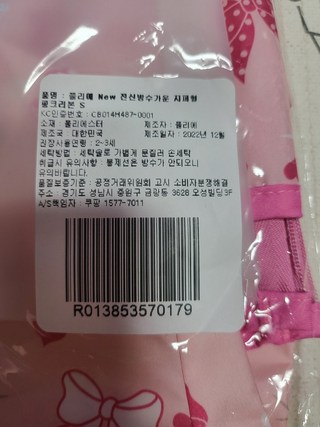 품명 : 플리에 New 전신방수가운 지퍼형
핑크리본 S
KC인증번호 : CB014H487-0001
소재 : 폴리에스터 제조자 : 플리에
제조국 대한민국 제조일자 : 2022년 12월
권장사용연령 : 2-3세
세탁방법 : 세탁물로 가볍게 문질러 손세탁
취급시 유의사항 : 봉제선은 방수가 안되오니
유의바랍니다.
품질보증기준 : 공정거래위원회 고시 소비자분쟁해결
주소 : 경기도 성남시 중원구 금광동 3628 오성빌딩3F
A/S책임자 : 쿠팡 1577-7011
R013853570179